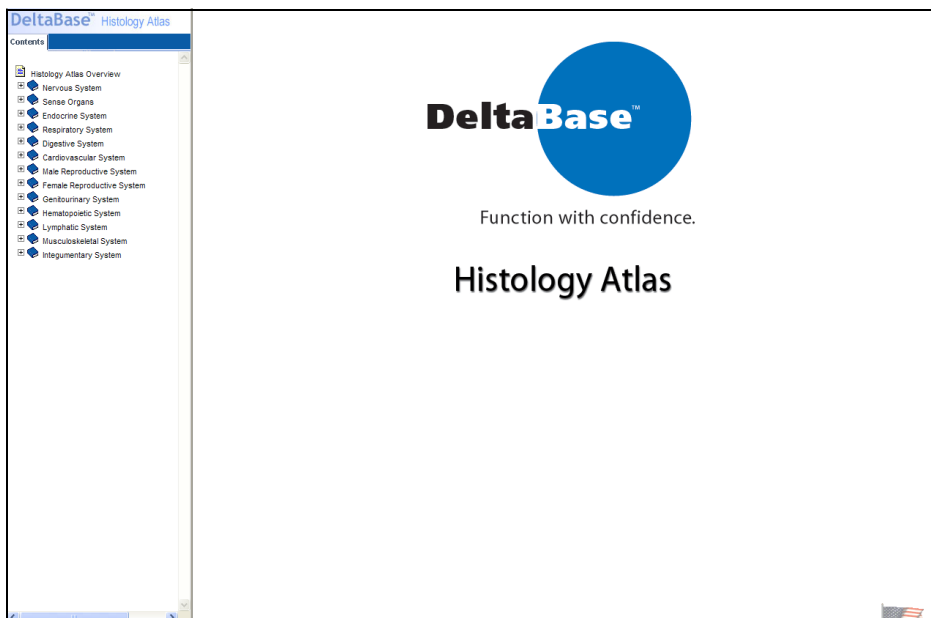 DeltaBase™ Histology Atlas
Contents
Histology Atlas Overview
Nervous System
Sense Organs
Endocrine System
Respiratory System
Digestive System
Cardiovascular System
Male Reproductive System
Female Reproductive System
Genitourinary System
Hematopoietic System
Lymphatic System
Musculoskeletal System
Integumentary System
DeltaBase™
Function with confidence.
Histology Atlas